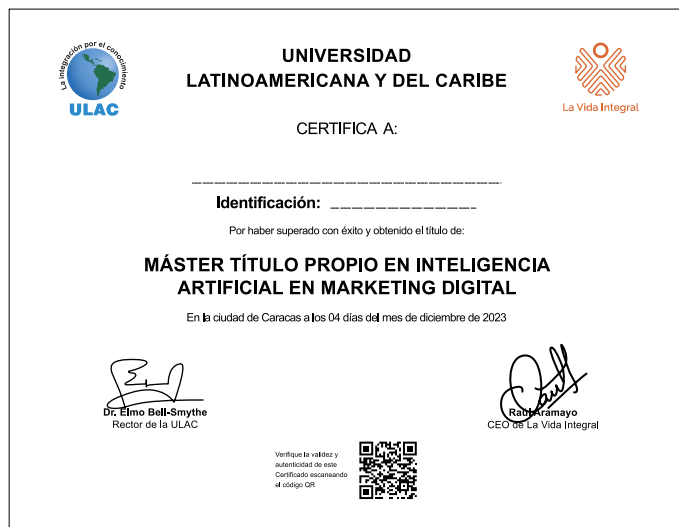 La integración por el conocimiento
ULAC
UNIVERSIDAD
LATINOAMERICANA Y DEL CARIBE
La Vida Integral
CERTIFICA A:
Identificación:
Por haber superado con éxito y obtenido el título de:
MÁSTER TÍTULO PROPIO EN INTELIGENCIA
ARTIFICIAL EN MARKETING DIGITAL
En la ciudad de Caracas a los 04 días del mes de diciembre de 2023
Dr. Elmo Bell-Smythe
Rector de la ULAC
Raul Aramayo
CEO de La Vida Integral
Verifique la validez y
autenticidad de este
Certificado escaneando
el código QR